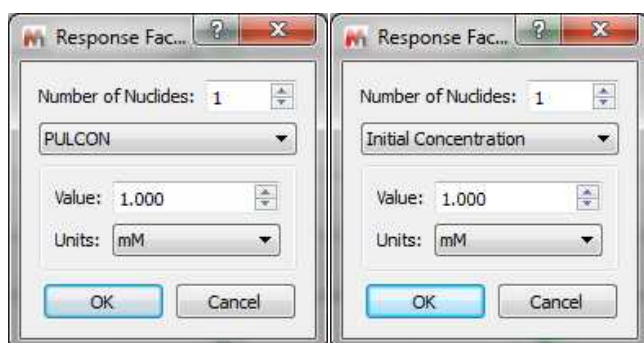 Response Fac...
Number of Nuclides: 1
PULCON
Value: 1.000
Units: mM
OK Cancel
Response Fac...
Number of Nuclides: 1
Initial Concentration
Value: 1.000
Units: mM
OK Cancel